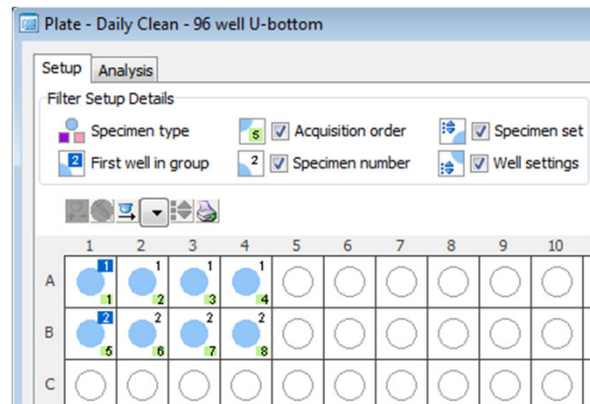 Plate - Daily Clean - 96 well U-bottom
Setup Analysis
Filter Setup Details
Specimen type 5 Acquisition order Specimen set
2 First well in group 2 Specimen number Well settings
1 2 3 4 5 6 7 8 9 10
1 1 1 1
A
1 2 3 4
2 2 2 2
B
5 6 7 8
C